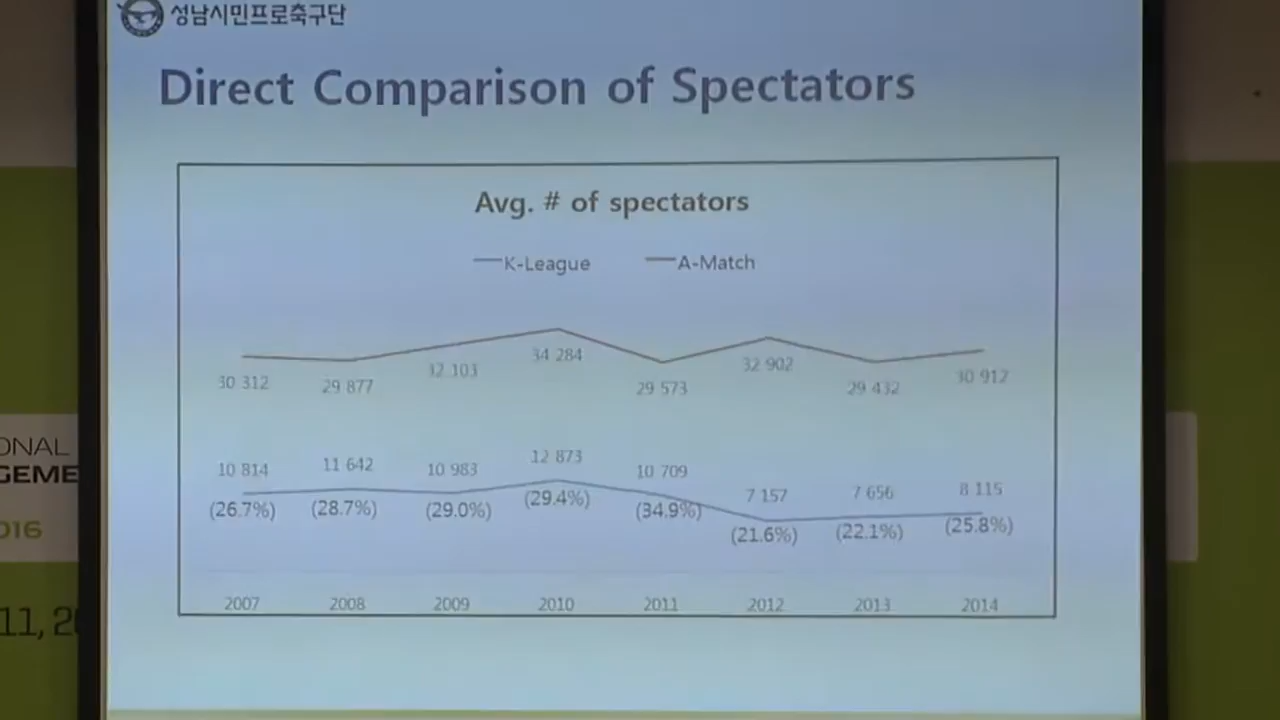 성남시민프로축구단
Direct Comparison of Spectators
Avg. # of spectators
K-League A-Match
30 312 29 877 32 103 34 284 29 573 32 902 29 432 30 917
10 814 11 642 10 983 12 873 10 709 7 157 7 656 8 115
(26.7%) (28.7%) (29.0%) (29.4%) (34.9%) (21.6%) (22.1%) (25.8%)
2007 2008 2009 2010 2011 2012 2013 2014
ONAL
GEME
2016
11, 20